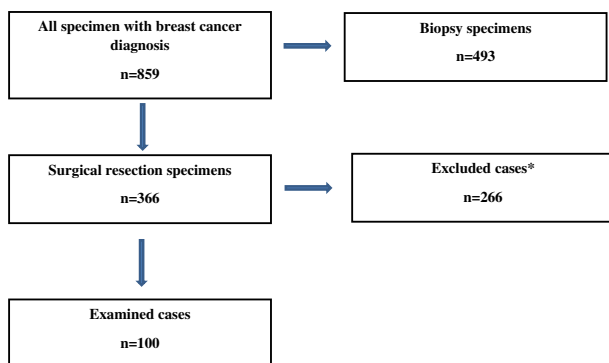 All specimen with breast cancer
diagnosis
n=859
Biopsy specimens
n=493
Surgical resection specimens
n=366
Excluded cases*
n=266
Examined cases
n=100